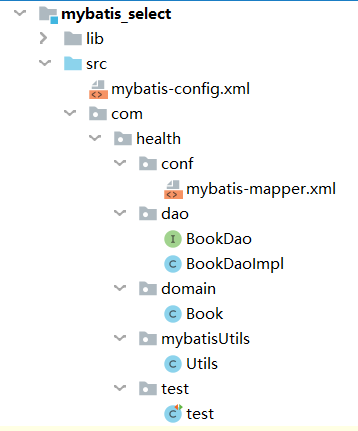 mybatis_select
lib
src
mybatis-config.xml
com
health
conf
mybatis-mapper.xml
dao
BookDao
BookDaoImpl
domain
Book
mybatisUtils
Utils
test
test